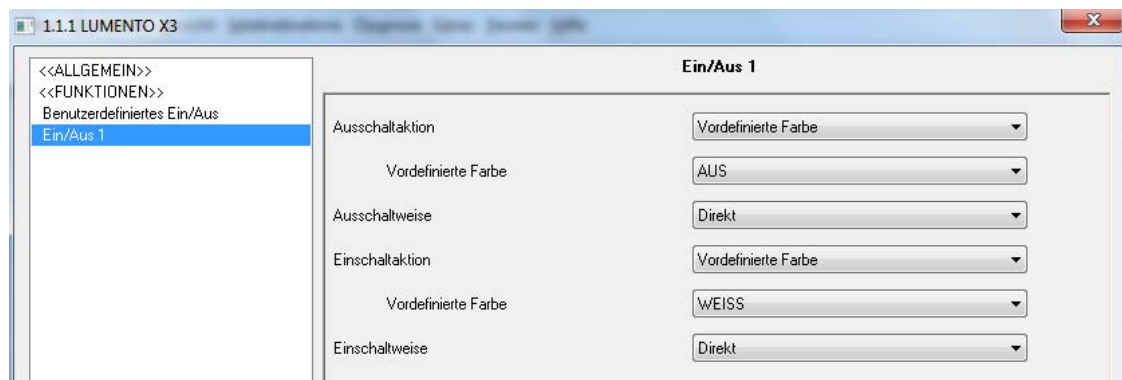 1.1.1 LUMENTO X3
<<ALLGEMEIN>>
<<FUNKTIONEN>>
Benutzerdefiniertes Ein/Aus
Ein/Aus 1
Ein/Aus 1
Ausschaltaktion Vordefinierte Farbe
Vordefinierte Farbe AUS
Ausschaltweise Direkt
Einschaltaktion Vordefinierte Farbe
Vordefinierte Farbe WEISS
Einschaltweise Direkt